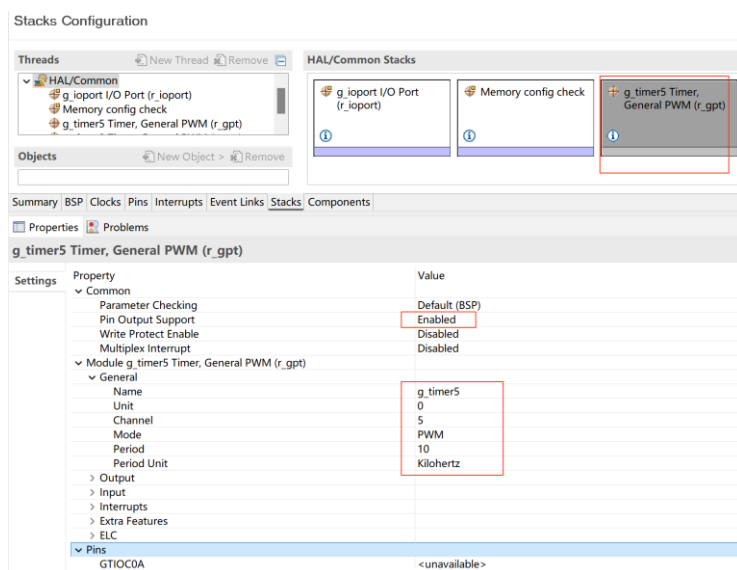 Stacks Configuration
Threads
New Thread
Remove
HAL/Common Stacks
HAL/Common
g_ioport I/O Port (r_ioport)
Memory config check
g_timer5 Timer, General PWM (r_gpt)
g_ioport I/O Port
(r_ioport)
Memory config check
g_timer5 Timer,
General PWM (r_gpt)
Objects
New Object >
Remove
Summary BSP Clocks Pins Interrupts Event Links Stacks Components
Properties Problems
g_timer5 Timer, General PWM (r_gpt)
Settings
Property Value
Common
Parameter Checking Default (BSP)
Pin Output Support Enabled
Write Protect Enable Disabled
Multiplex Interrupt Disabled
Module g_timer5 Timer, General PWM (r_gpt)
General
Name g_timer5
Unit 0
Channel 5
Mode PWM
Period 10
Period Unit Kilohertz
> Output
> Input
> Interrupts
> Extra Features
> ELC
Pins
GTIOC0A <unavailable>